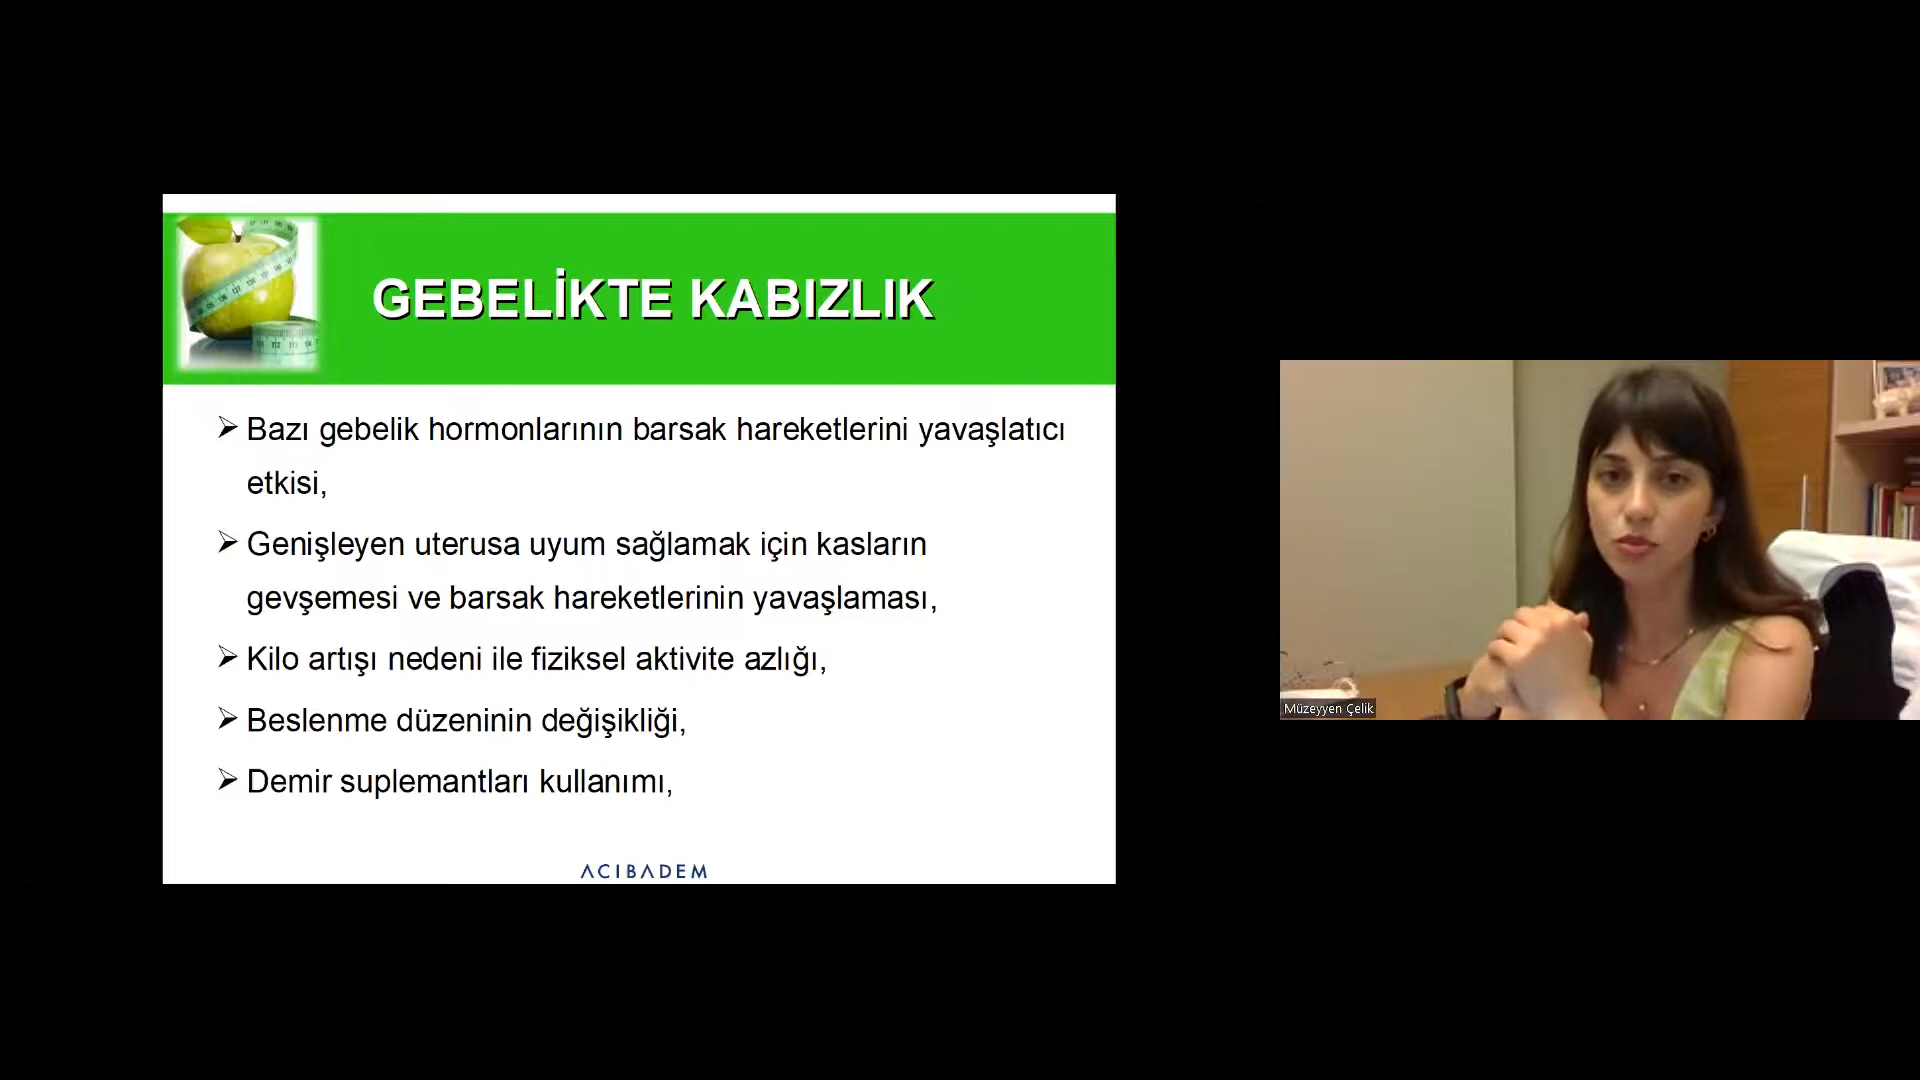 GEBELİKTE KABIZLIK
➢ Bazı gebelik hormonlarının barsak hareketlerini yavaşlatıcı
etkisi,
➢ Genişleyen uterusa uyum sağlamak için kasların
gevşemesi ve barsak hareketlerinin yavaşlaması,
➢ Kilo artışı nedeni ile fiziksel aktivite azlığı,
➢ Beslenme düzeninin değişikliği,
➢ Demir suplemantları kullanımı,
ACIBADEM
Müzeyyen Çelik